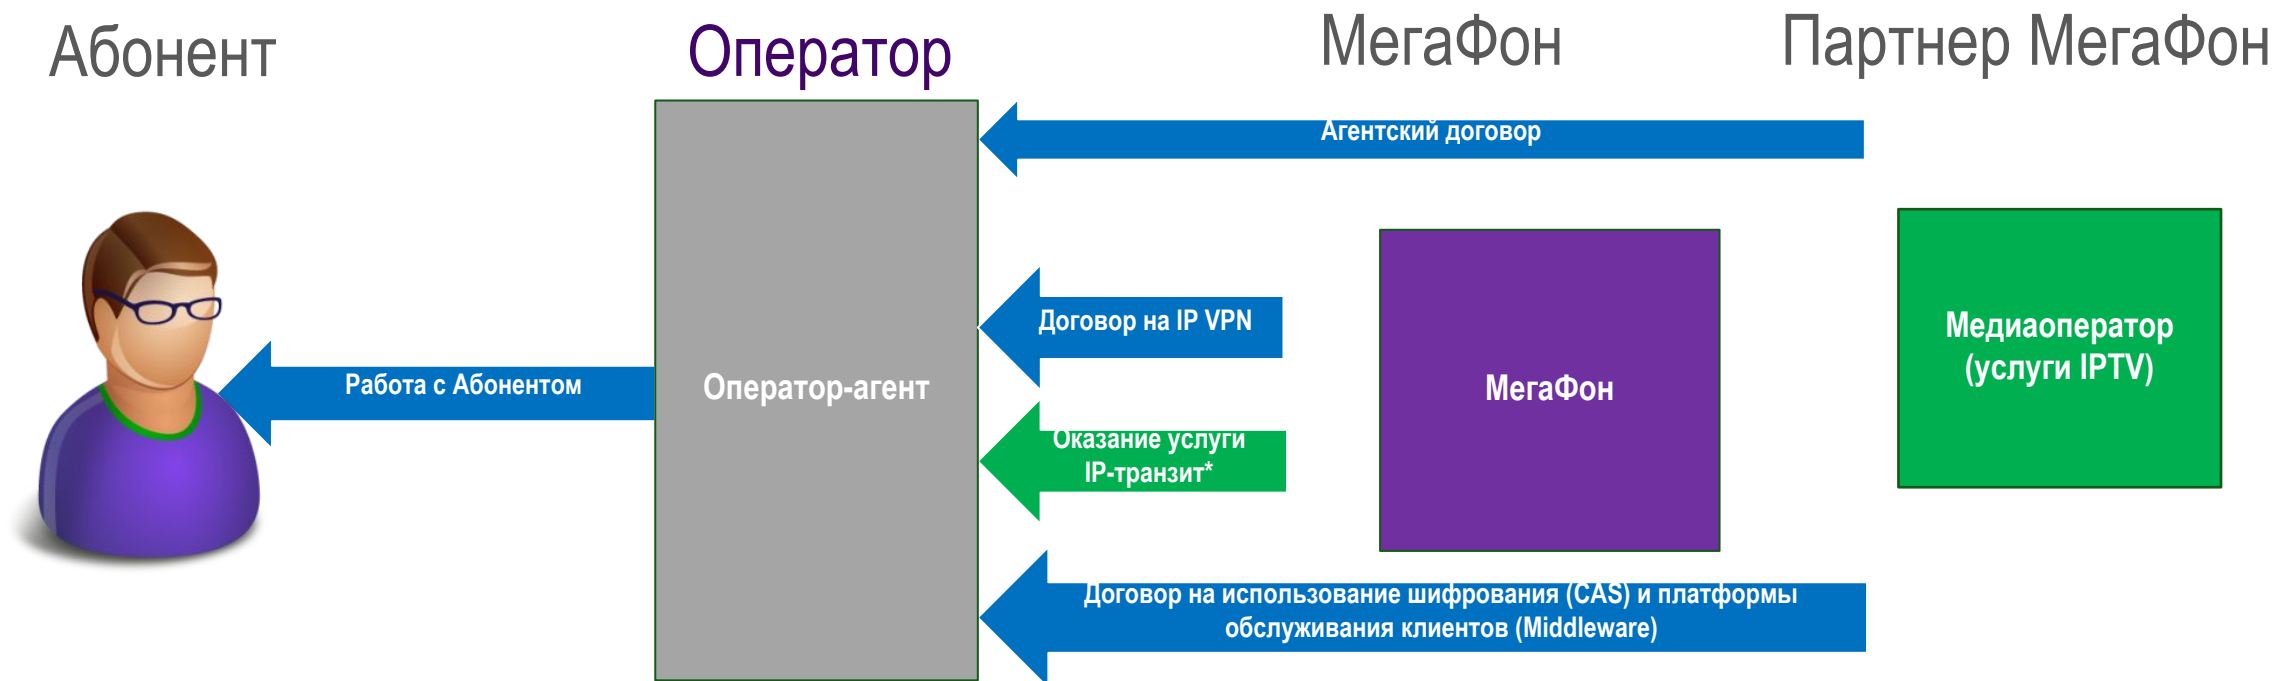 Абонент
Оператор
МегаФон
Партнер МегаФон
Агентский договор
Договор на IP VPN
Работа с Абонентом
Оператор-агент
МегаФон
Медиаоператор
(услуги IPTV)
Оказание услуги
IP-транзит*
Договор на использование шифрования (CAS) и платформы
обслуживания клиентов (Middleware)